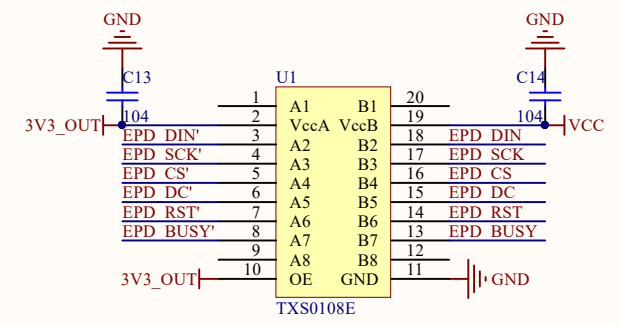 GND GND
C13 U1 C14
1 A1 B1 20
104 2 VccA VccB 19 104
3V3_OUT VCC
EPD_DIN' 3 A2 B2 18 EPD_DIN
EPD_SCK' 4 A3 B3 17 EPD_SCK
EPD_CS' 5 A4 B4 16 EPD_CS
EPD_DC' 6 A5 B5 15 EPD_DC
EPD_RST' 7 A6 B6 14 EPD_RST
EPD_BUSY' 8 A7 B7 13 EPD_BUSY
9 A8 B8 12
3V3_OUT 10 OE GND 11 GND
TXS0108E